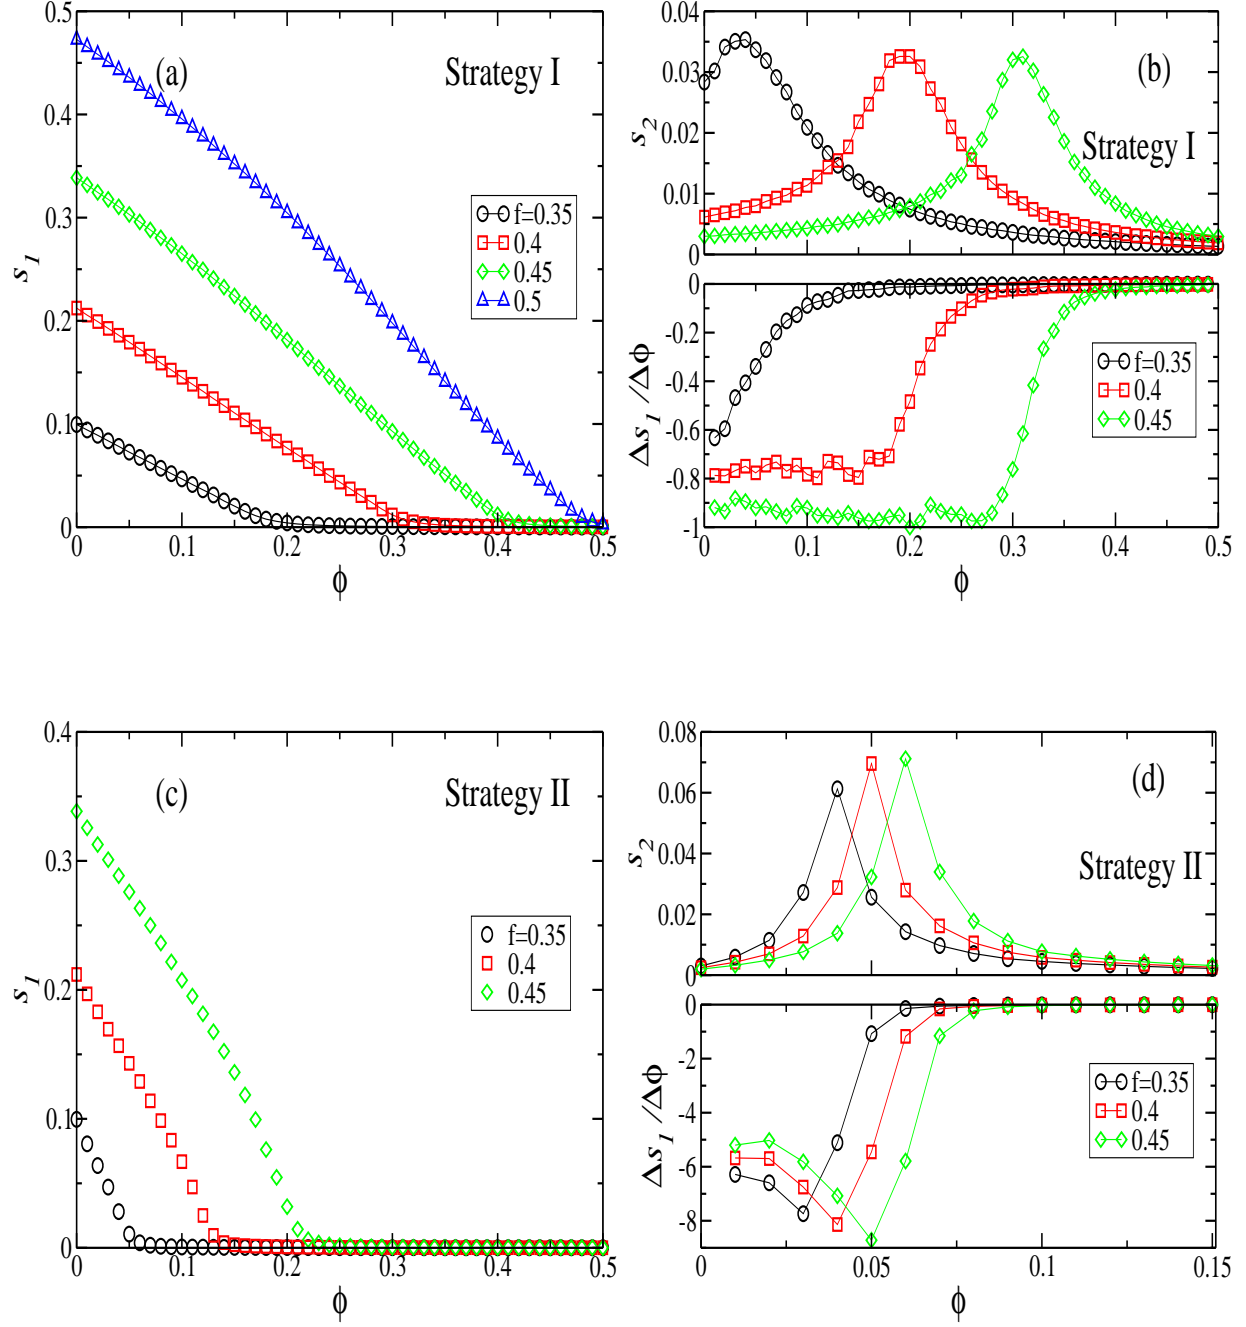 0.5
0.4
0.3
0.2
0.1
0
s1
(a)
Strategy I
f=0.35
0.4
0.45
0.5
0 0.1 0.2 0.3 0.4 0.5
ϕ
0.04
0.03
0.02
0.01
0
s2
(b)
Strategy I
0
-0.2
-0.4
-0.6
-0.8
-1
Δs1/Δϕ
f=0.35
0.4
0.45
0 0.1 0.2 0.3 0.4 0.5
ϕ
0.4
0.3
0.2
0.1
0
s1
(c)
Strategy II
f=0.35
0.4
0.45
0 0.1 0.2 0.3 0.4 0.5
ϕ
0.08
0.06
0.04
0.02
0
s2
(d)
Strategy II
0
-2
-4
-6
-8
Δs1/Δϕ
f=0.35
0.4
0.45
0 0.05 0.1 0.15
ϕ